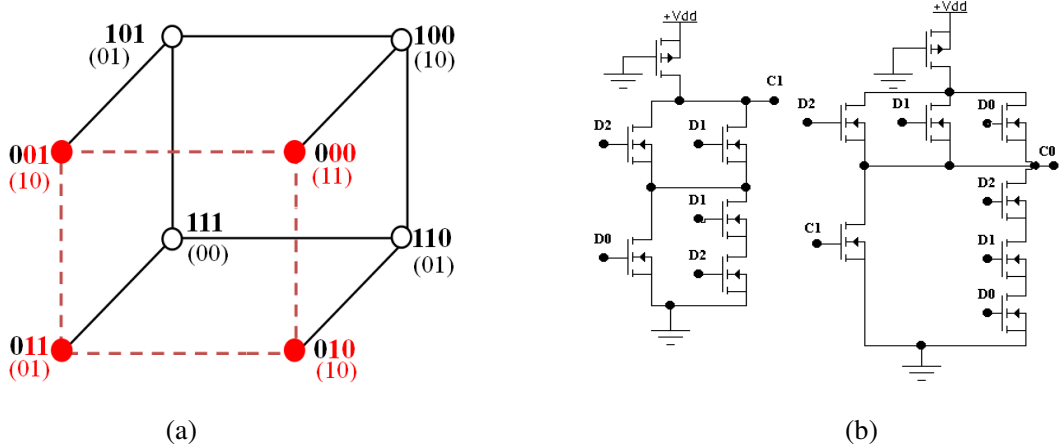 101
(01)
100
(10)
001
(10)
000
(11)
111
(00)
110
(01)
011
(01)
010
(10)
(a)
+Vdd
C1
D2
D1
D1
D0
D2
+Vdd
D2
D1
D0
C0
D2
C1
D1
D0
(b)